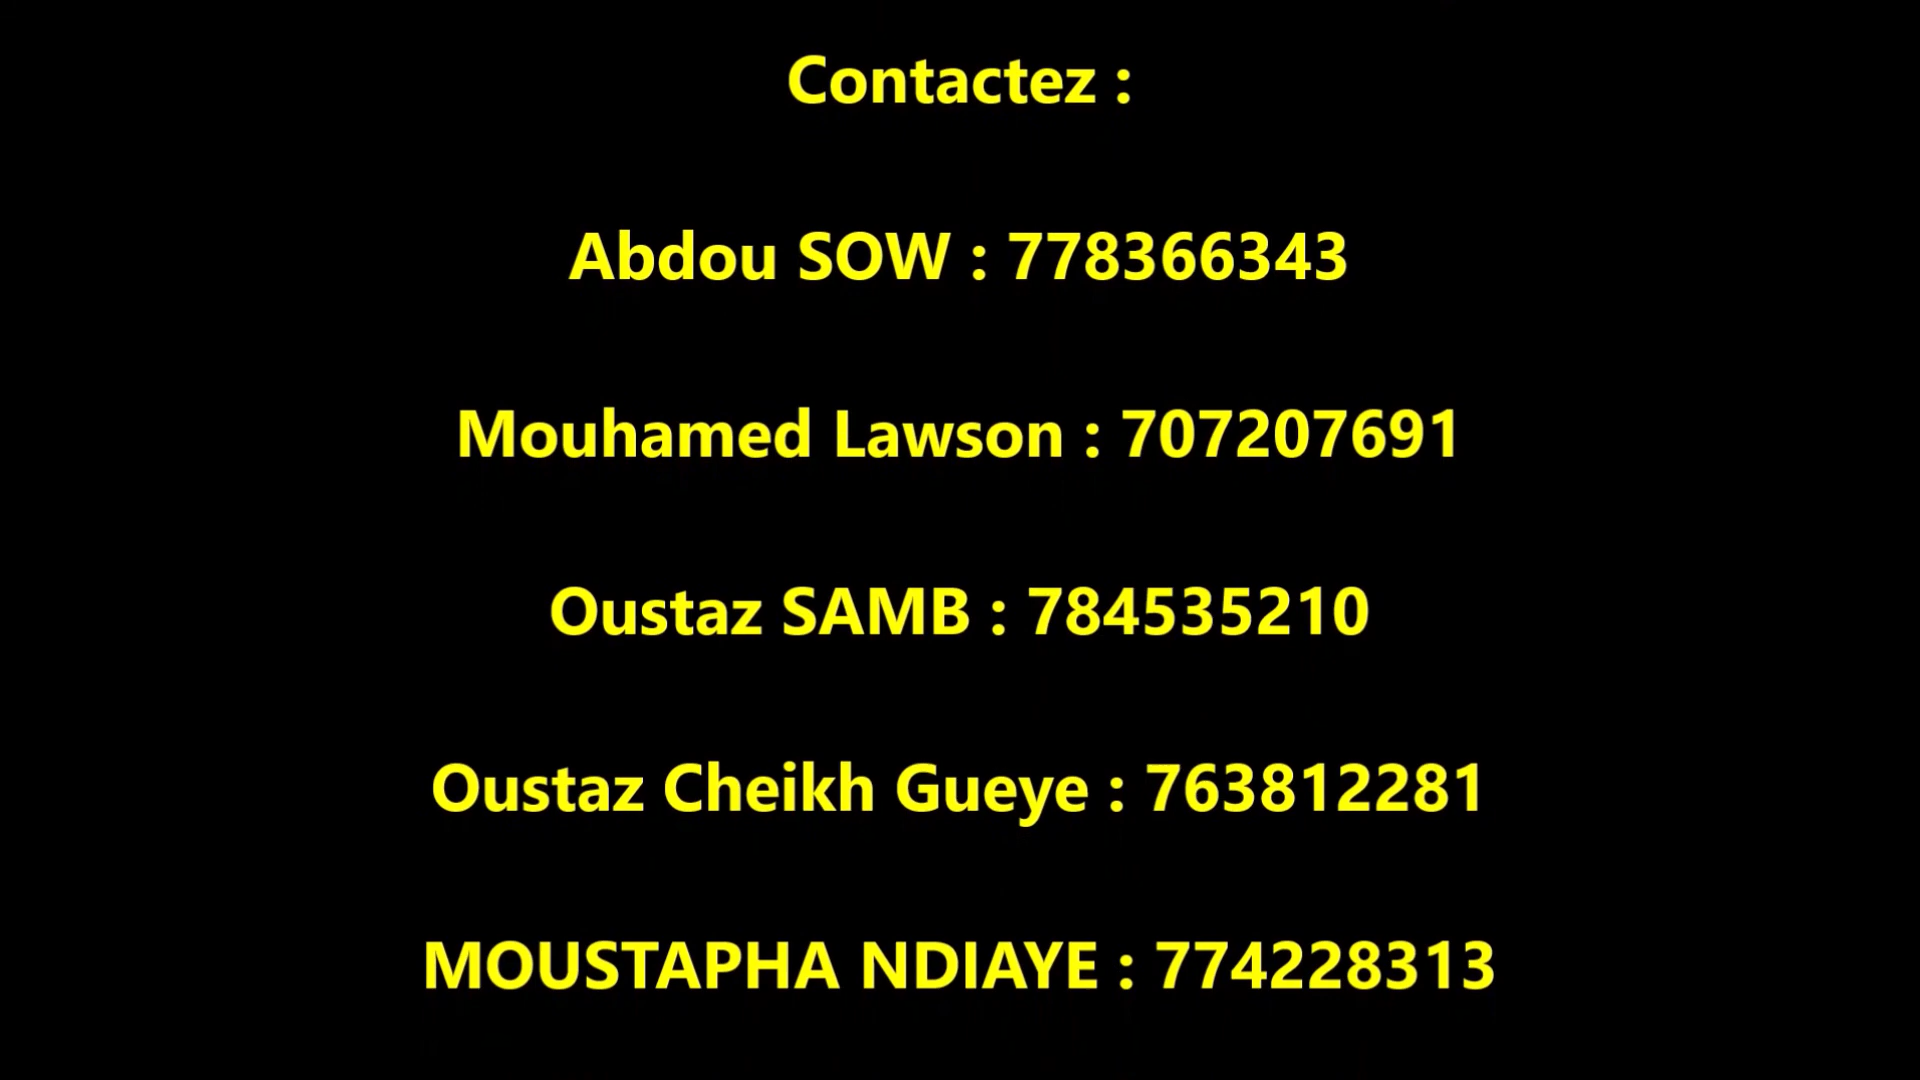 Contactez :
Abdou SOW : 778366343
Mouhamed Lawson : 707207691
Oustaz SAMB : 784535210
Oustaz Cheikh Gueye : 763812281
MOUSTAPHA NDIAYE : 774228313